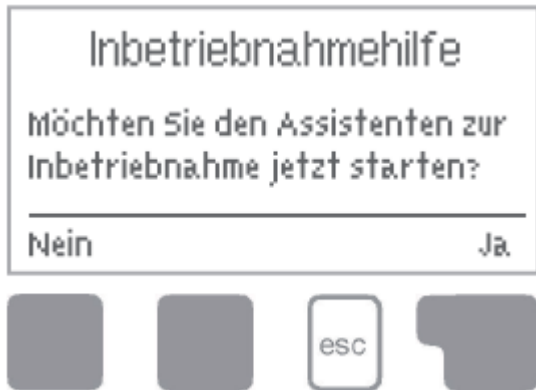 Inbetriebnahmehilfe
Möchten Sie den Assistenten zur
Inbetriebnahme jetzt starten?
Nein Ja
esc